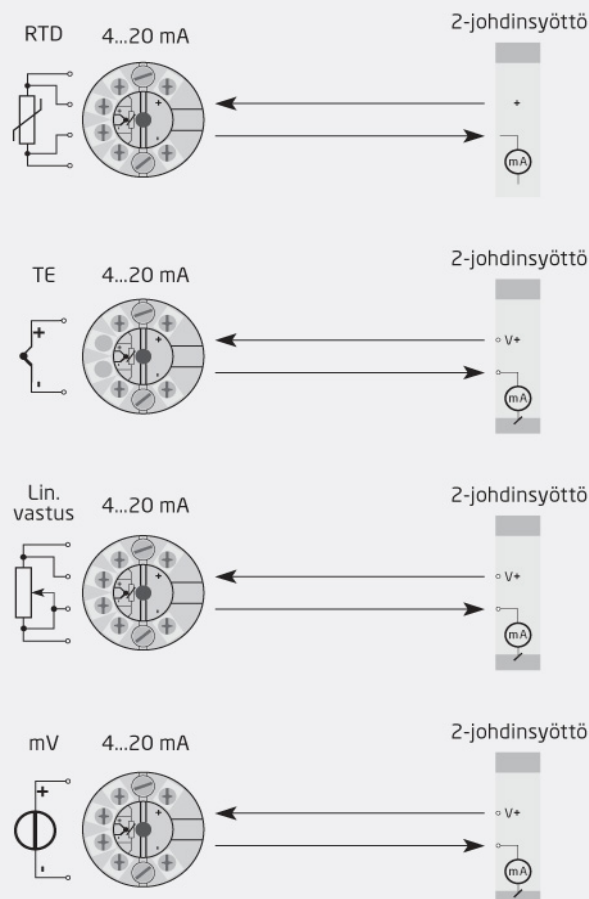 2-johdinsyöttö
RTD 4...20 mA
+
+
-
mA
2-johdinsyöttö
TE 4...20 mA
+
-
+
-
V+
mA
2-johdinsyöttö
Lin.
vastus
4...20 mA
+
-
V+
mA
2-johdinsyöttö
mV 4...20 mA
+
-
+
-
V+
mA